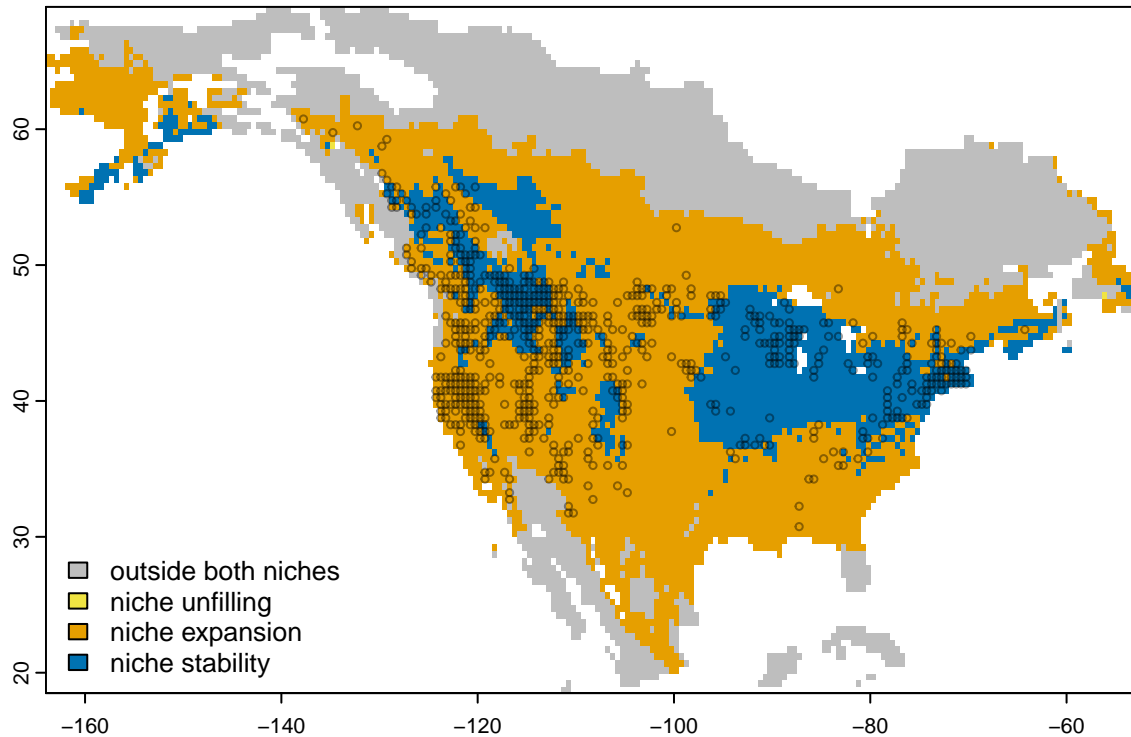 60
50
40
30
20
outside both niches
niche unfilling
niche expansion
niche stability
−160 −140 −120 −100 −80 −60